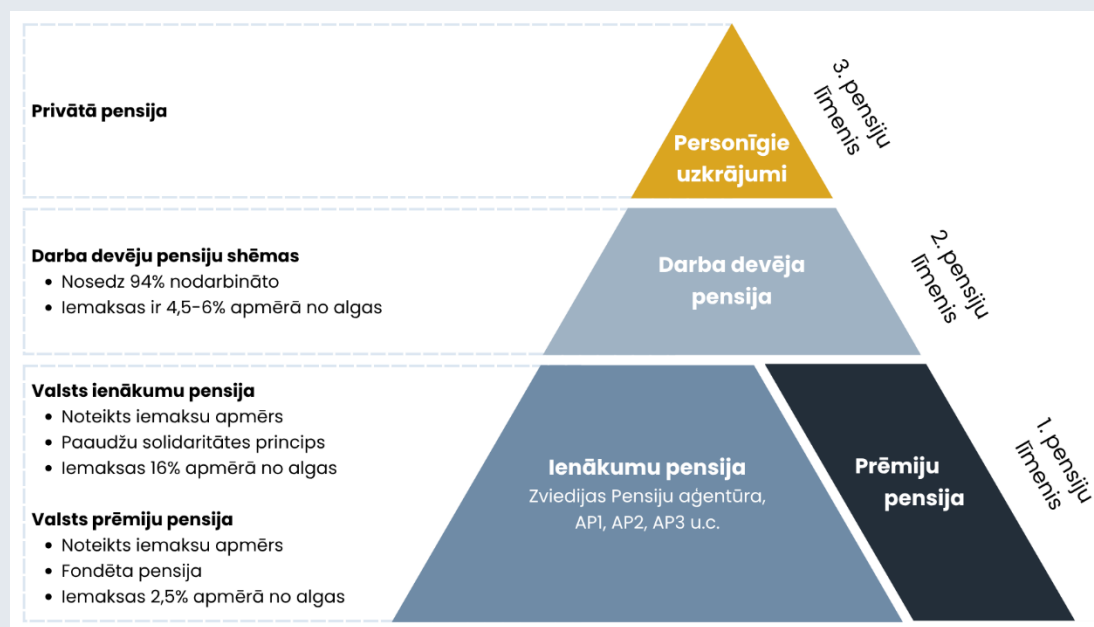 Privātā pensija
Personīgie
uzkrājumi
3. pensiju
līmenis
Darba devēju pensiju shēmas
• Nosedz 94% nodarbināto
• Iemaksas ir 4,5-6% apmērā no algas
Darba devēja
pensija
2. pensiju
līmenis
Valsts ienākumu pensija
• Noteikts iemaksu apmērs
• Paaudžu solidaritātes princips
• Iemaksas 16% apmērā no algas
Valsts prēmiju pensija
• Noteikts iemaksu apmērs
• Fondēta pensija
• Iemaksas 2,5% apmērā no algas
Ienākumu pensija
Zviedijas Pensiju aģentūra,
AP1, AP2, AP3 u.c.
Prēmiju
pensija
1. pensiju
līmenis